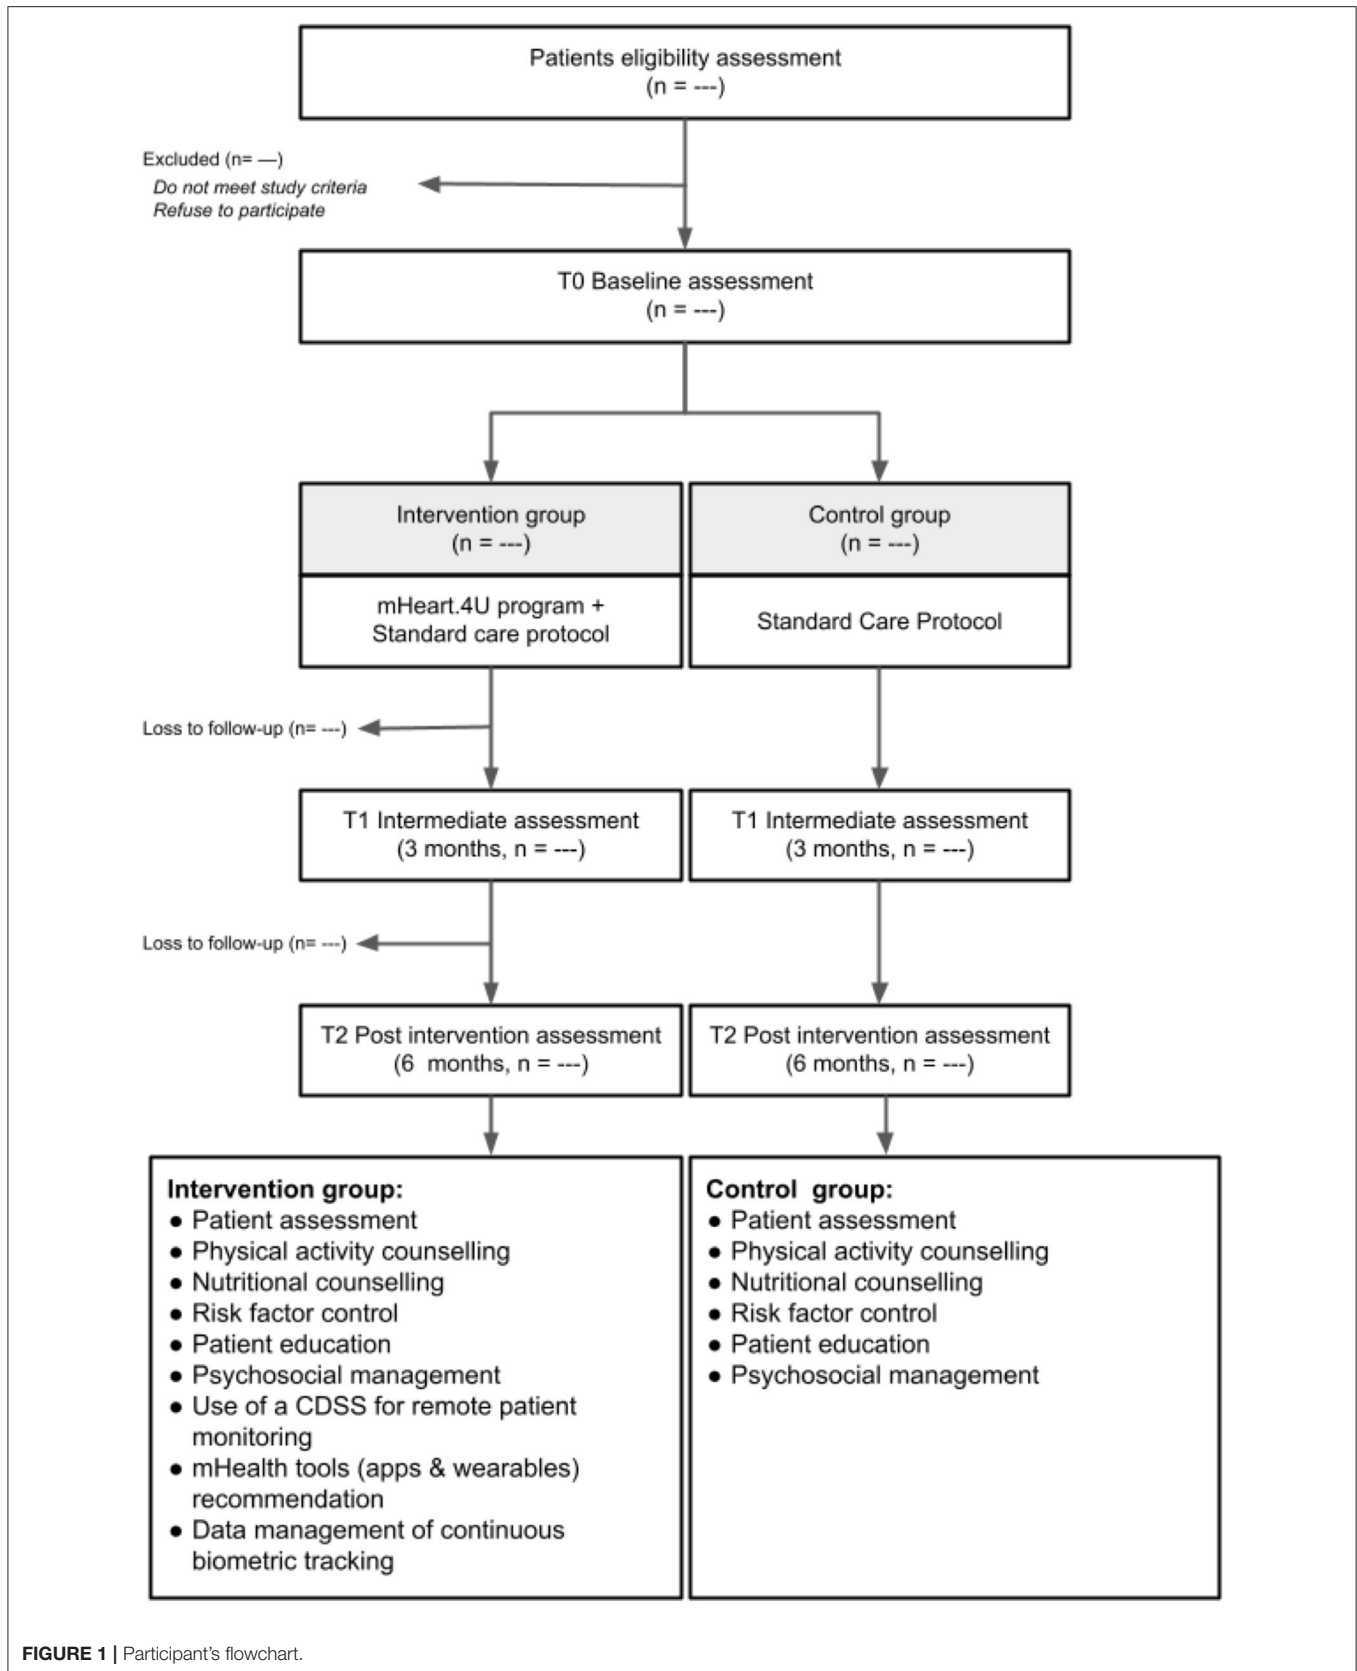 Patients eligibility assessment
(n = ---)
Excluded (n= —)
Do not meet study criteria
Refuse to participate
T0 Baseline assessment
(n = ---)
Intervention group
(n = ---)
Control group
(n = ---)
mHeart.4U program +
Standard care protocol
Standard Care Protocol
Loss to follow-up (n= ---)
T1 Intermediate assessment
(3 months, n = ---)
T1 Intermediate assessment
(3 months, n = ---)
Loss to follow-up (n= ---)
T2 Post intervention assessment
(6 months, n = ---)
T2 Post intervention assessment
(6 months, n = ---)
Intervention group:
● Patient assessment
● Physical activity counselling
● Nutritional counselling
● Risk factor control
● Patient education
● Psychosocial management
● Use of a CDSS for remote patient
monitoring
● mHealth tools (apps & wearables)
recommendation
● Data management of continuous
biometric tracking
Control group:
● Patient assessment
● Physical activity counselling
● Nutritional counselling
● Risk factor control
● Patient education
● Psychosocial management
FIGURE 1 | Participant's flowchart.